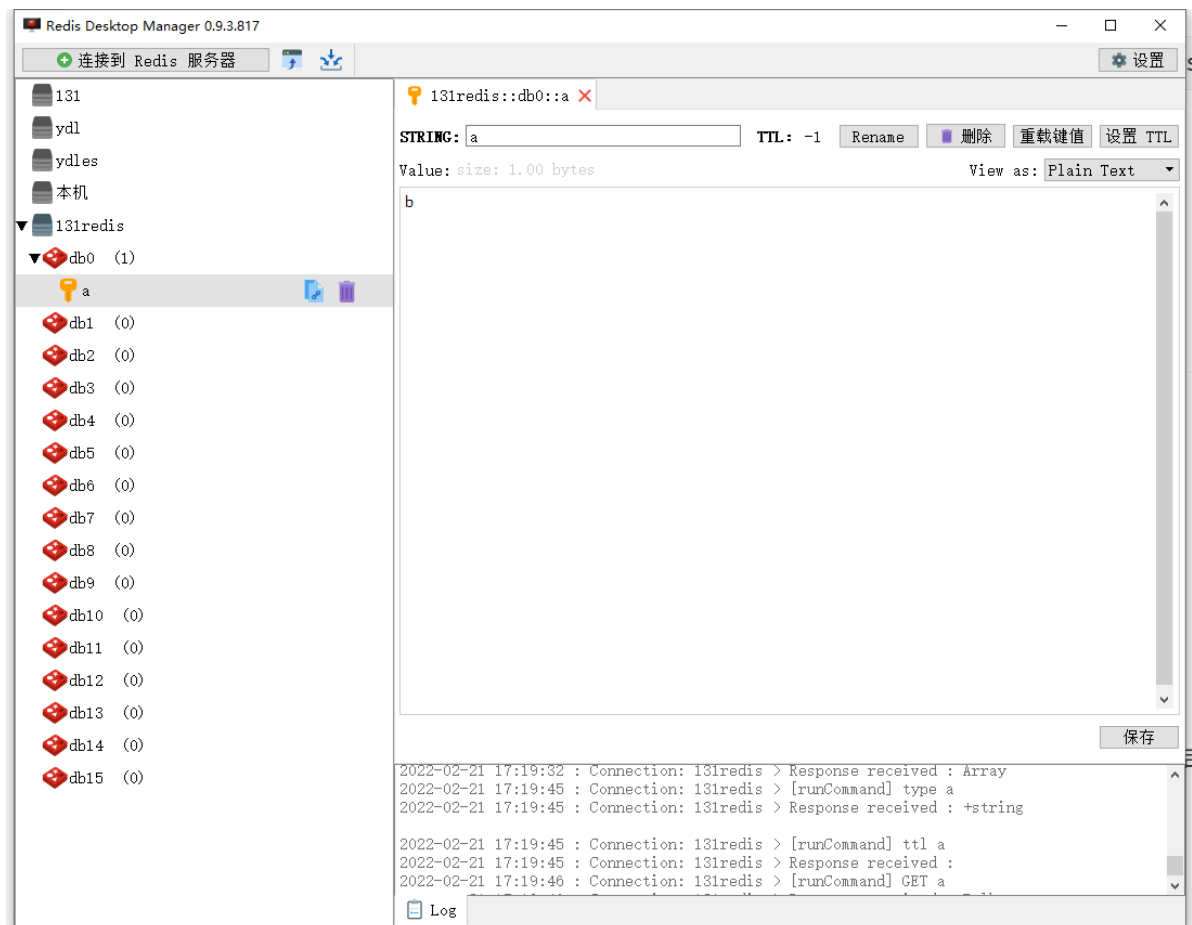 Redis Desktop Manager 0.9.3.817
连接到 Redis 服务器
设置
131
ydl
ydles
本机
131redis
db0 (1)
a
db1 (0)
db2 (0)
db3 (0)
db4 (0)
db5 (0)
db6 (0)
db7 (0)
db8 (0)
db9 (0)
db10 (0)
db11 (0)
db12 (0)
db13 (0)
db14 (0)
db15 (0)
131redis::db0::a
STRING: a TTL: -1 Rename 删除 重载键值 设置 TTL
Value: size: 1.00 bytes View as: Plain Text
b
保存
2022-02-21 17:19:32 : Connection: 131redis > Response received : Array
2022-02-21 17:19:45 : Connection: 131redis > [runCommand] type a
2022-02-21 17:19:45 : Connection: 131redis > Response received : +string
2022-02-21 17:19:45 : Connection: 131redis > [runCommand] ttl a
2022-02-21 17:19:45 : Connection: 131redis > Response received :
2022-02-21 17:19:46 : Connection: 131redis > [runCommand] GET a
Log